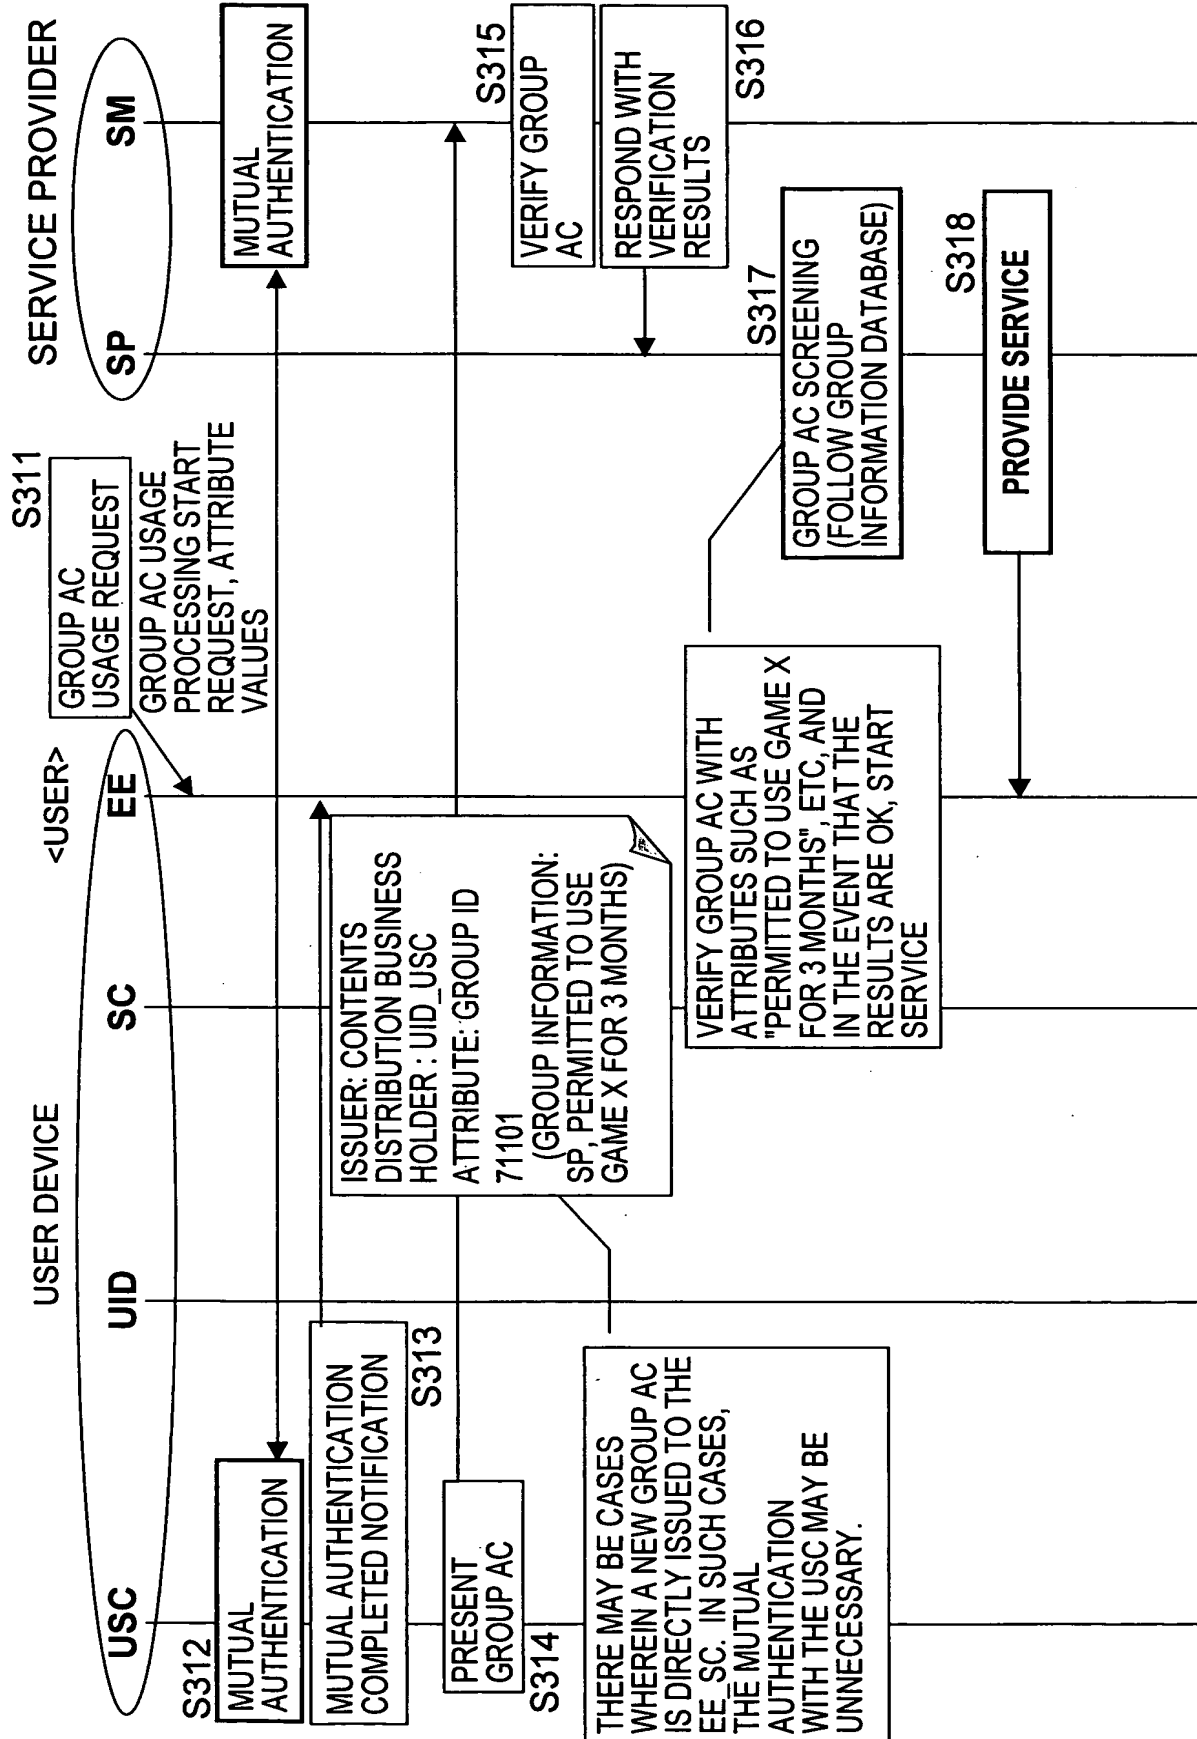 USER DEVICE
<USER>
SERVICE PROVIDER
USC
UID
SC
EE
SP
SM
S311
GROUP AC
USAGE REQUEST
GROUP AC USAGE
PROCESSING START
REQUEST, ATTRIBUTE
VALUES
S312
MUTUAL
AUTHENTICATION
MUTUAL
AUTHENTICATION
MUTUAL AUTHENTICATION
COMPLETED NOTIFICATION
S313
PRESENT
GROUP AC
S314
ISSUER: CONTENTS
DISTRIBUTION BUSINESS
HOLDER : UID_USC
ATTRIBUTE: GROUP ID
71101
(GROUP INFORMATION:
SP, PERMITTED TO USE
GAME X FOR 3 MONTHS)
S315
VERIFY GROUP
AC
RESPOND WITH
VERIFICATION
RESULTS
S316
THERE MAY BE CASES
WHEREIN A NEW GROUP AC
IS DIRECTLY ISSUED TO THE
EE_SC. IN SUCH CASES,
THE MUTUAL
AUTHENTICATION
WITH THE USC MAY BE
UNNECESSARY.
VERIFY GROUP AC WITH
ATTRIBUTES SUCH AS
"PERMITTED TO USE GAME X
FOR 3 MONTHS", ETC, AND
IN THE EVENT THAT THE
RESULTS ARE OK, START
SERVICE
S317
GROUP AC SCREENING
(FOLLOW GROUP
INFORMATION DATABASE)
S318
PROVIDE SERVICE